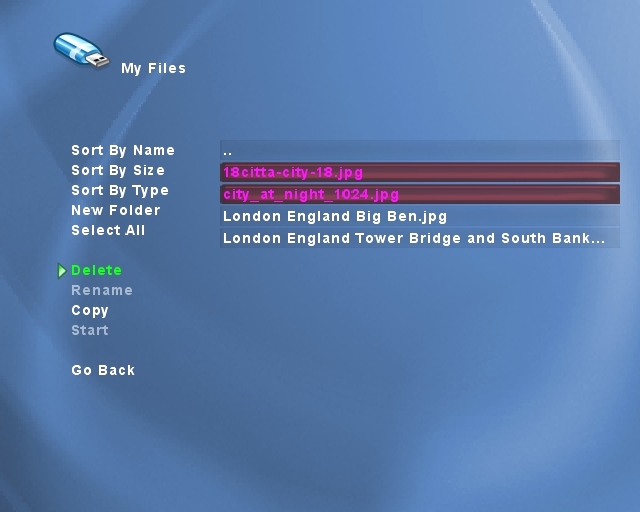 My Files
Sort By Name
Sort By Size
Sort By Type
New Folder
Select All
Delete
Rename
Copy
Start
Go Back
..
18citta-city-18.jpg
city_at_night_1024.jpg
London England Big Ben.jpg
London England Tower Bridge and South Bank...